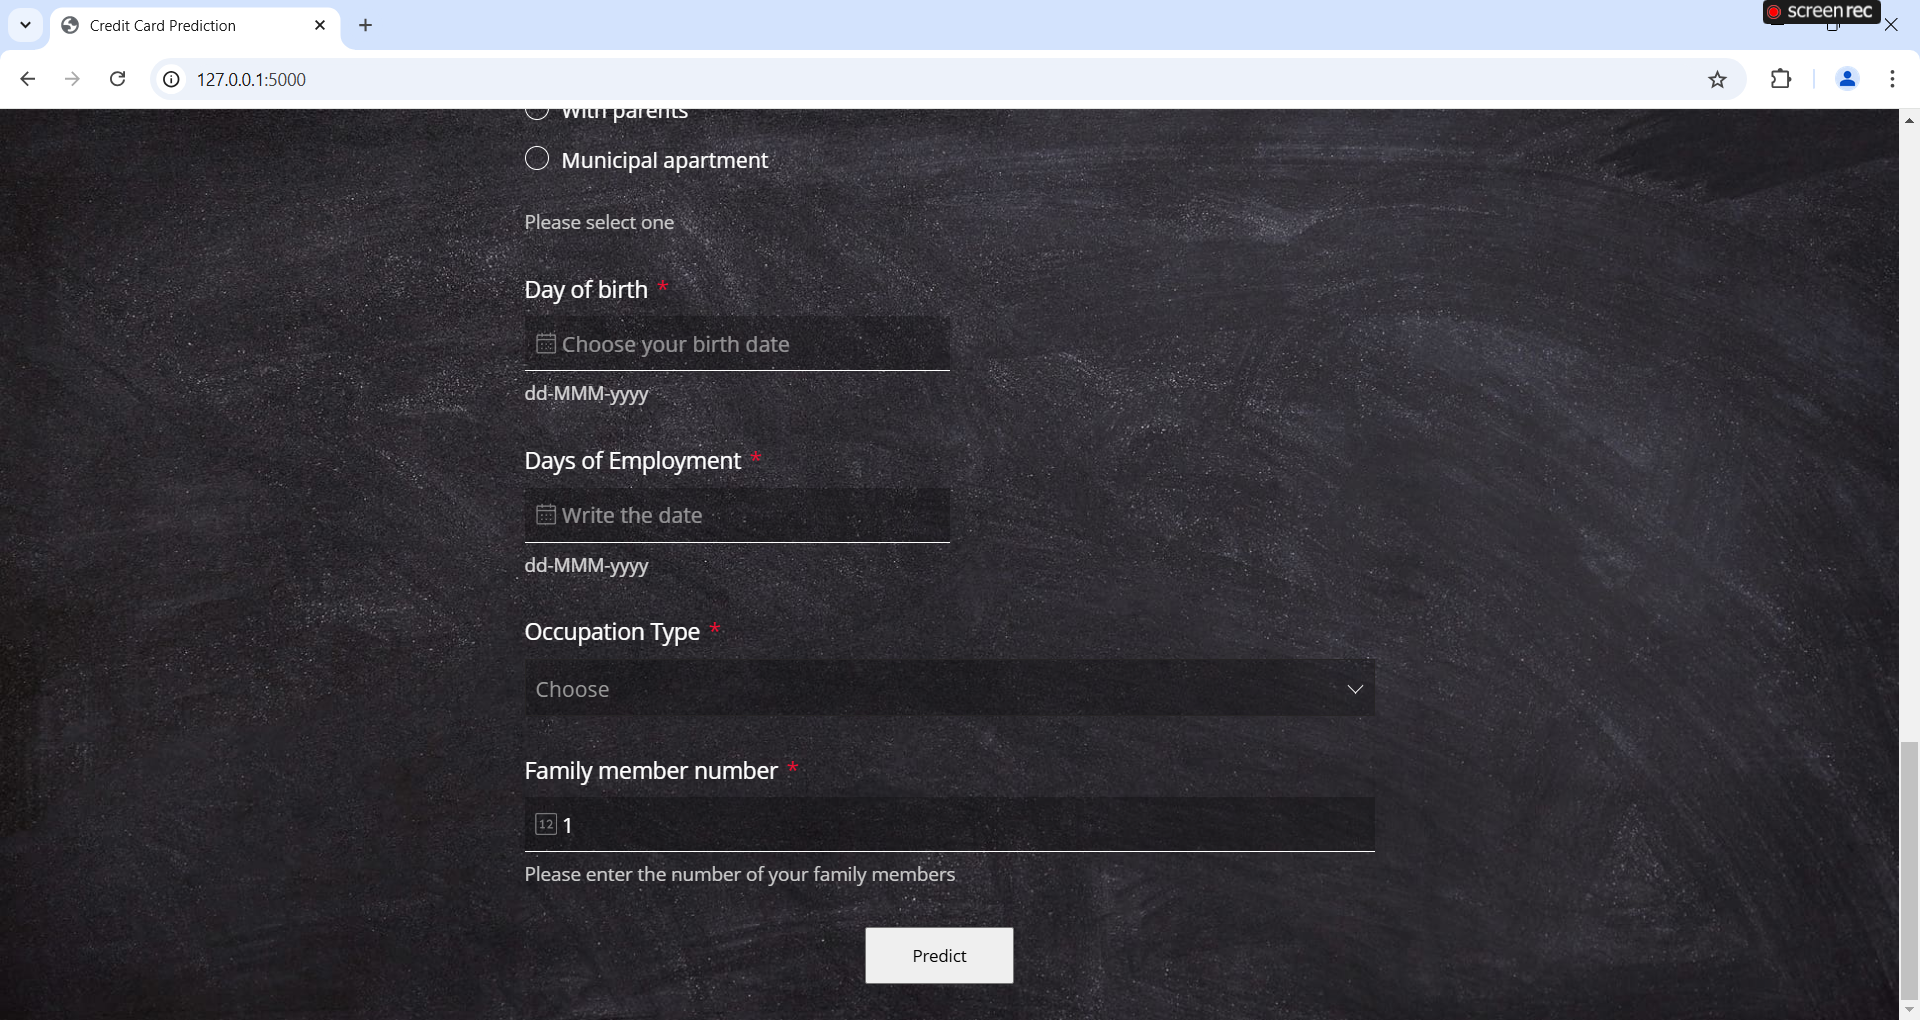 Credit Card Prediction
screenrec
127.0.0.1:5000
With parents
Municipal apartment
Please select one
Day of birth *
Choose your birth date
dd-MMM-yyyy
Days of Employment *
Write the date
dd-MMM-yyyy
Occupation Type *
Choose
Family member number *
12 1
Please enter the number of your family members
Predict